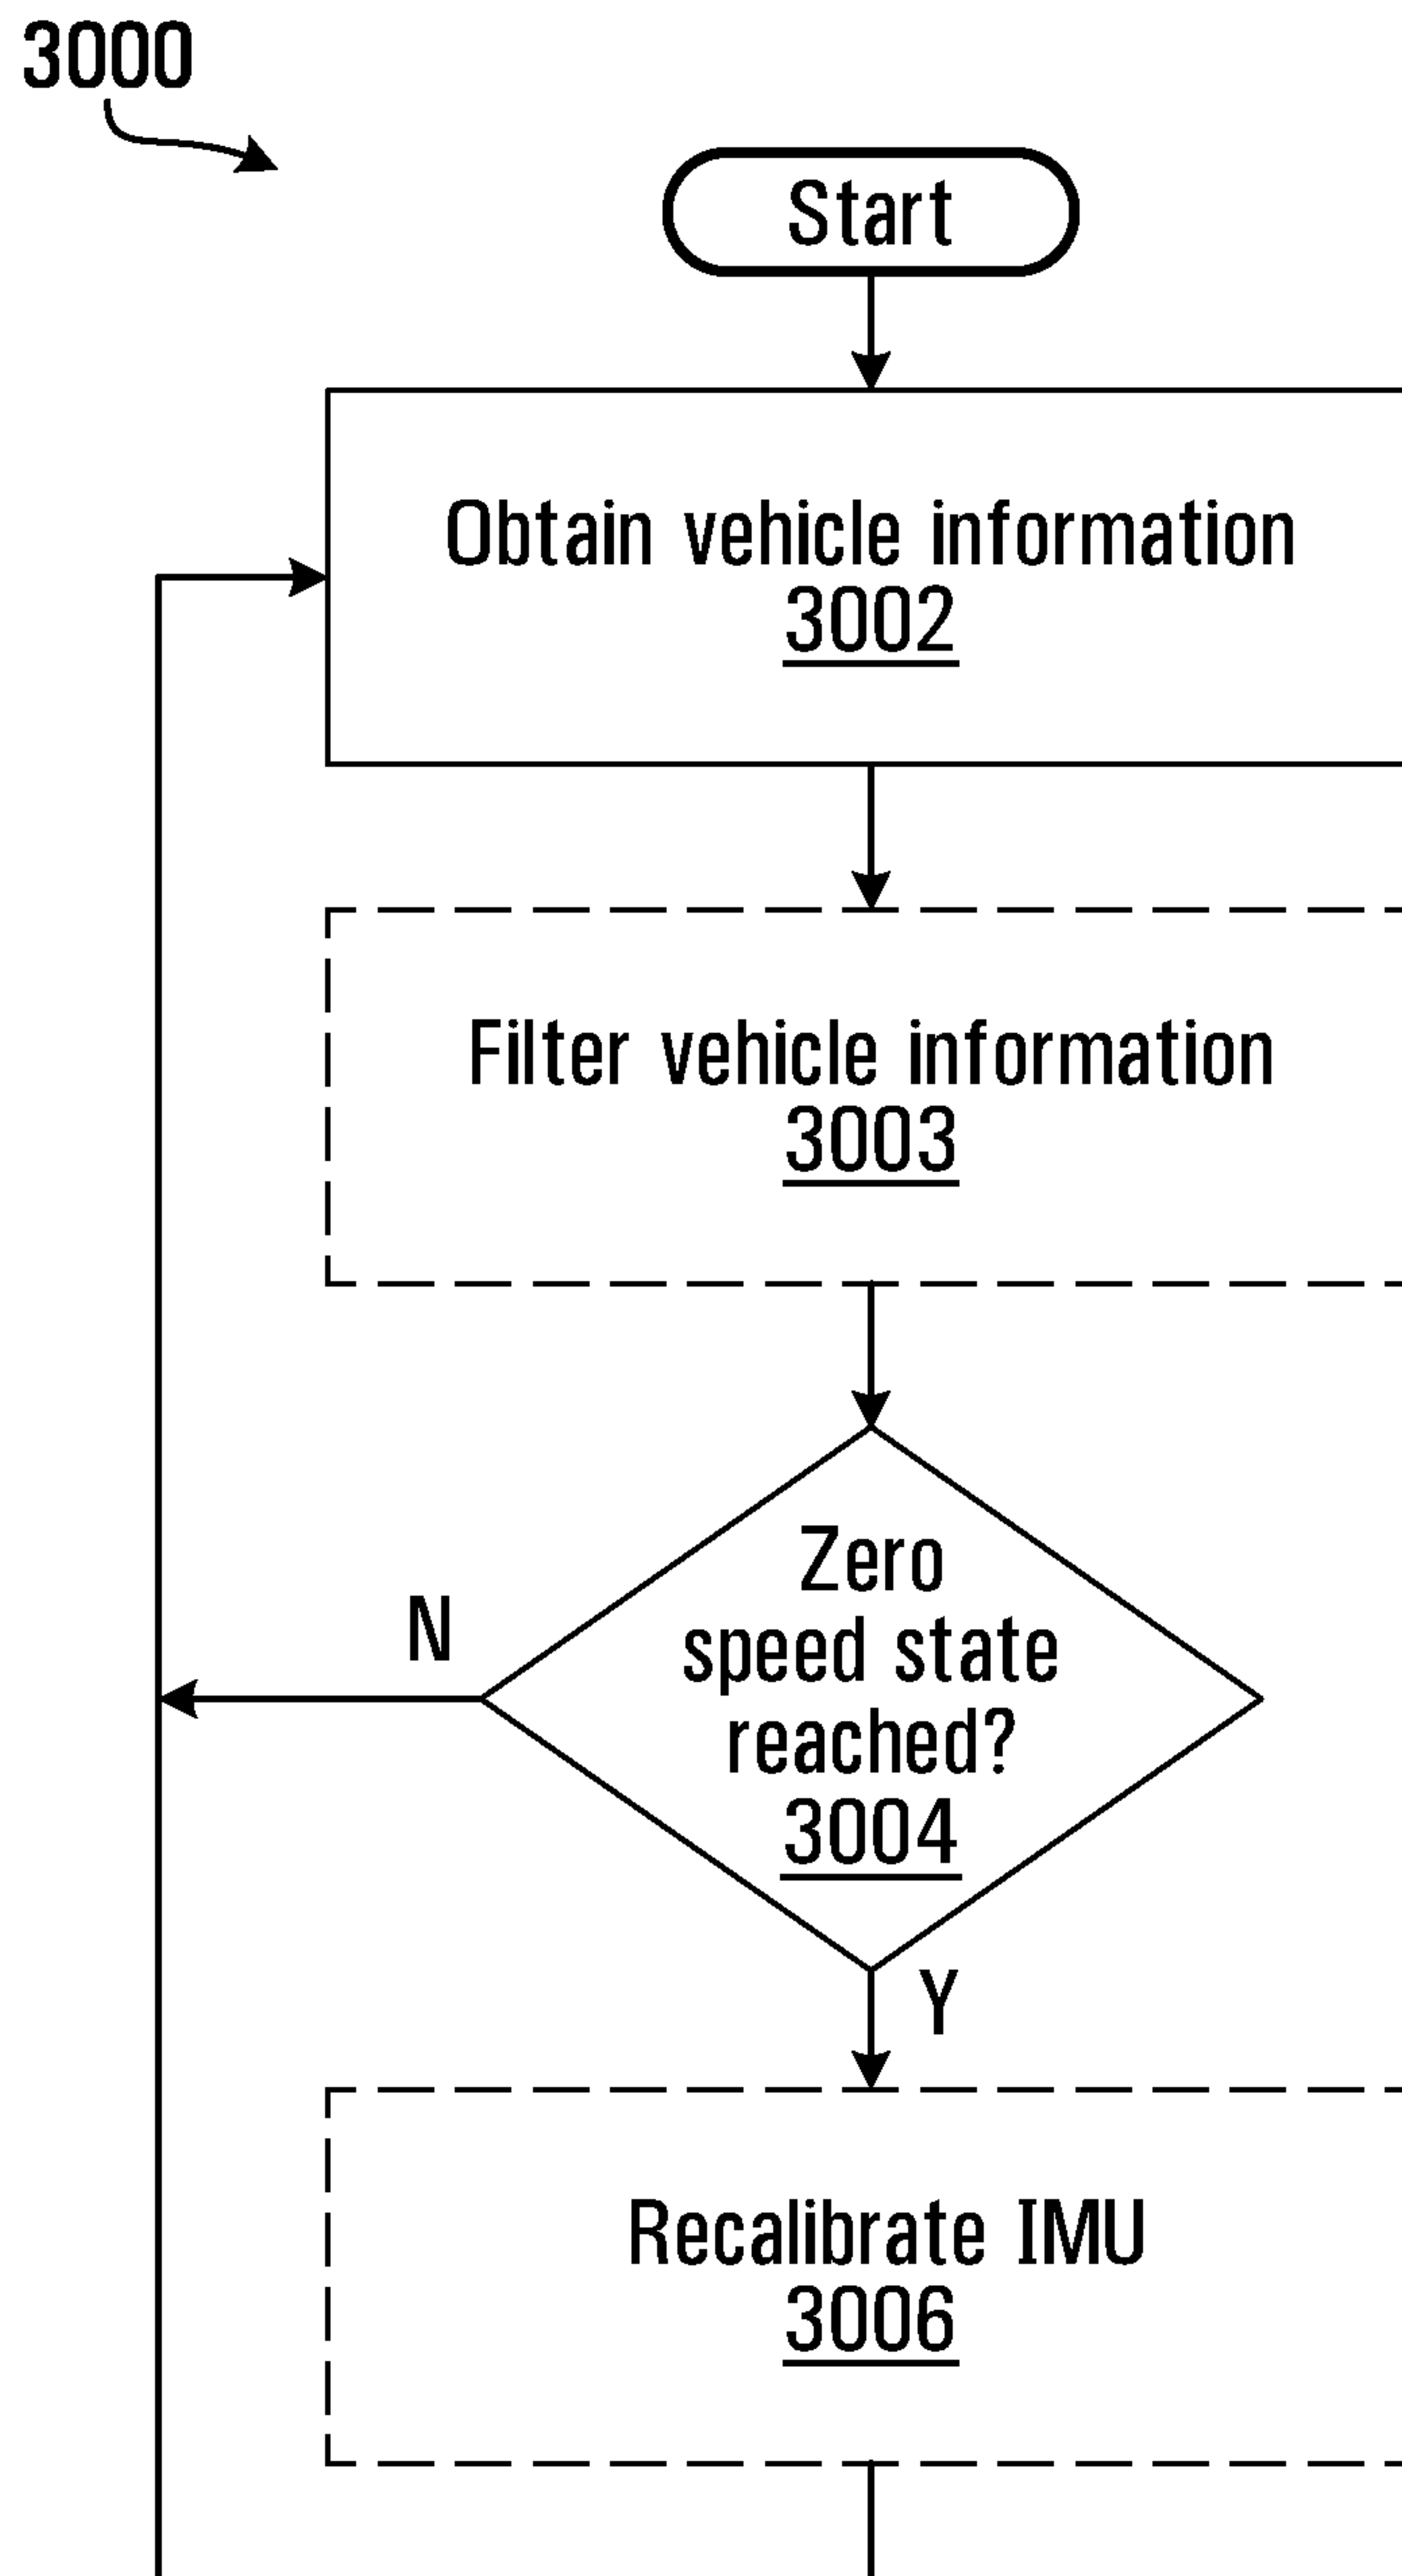 3000
Start
Obtain vehicle information
3002
Filter vehicle information
3003
Zero
speed state
reached?
3004
N
Y
Recalibrate IMU
3006